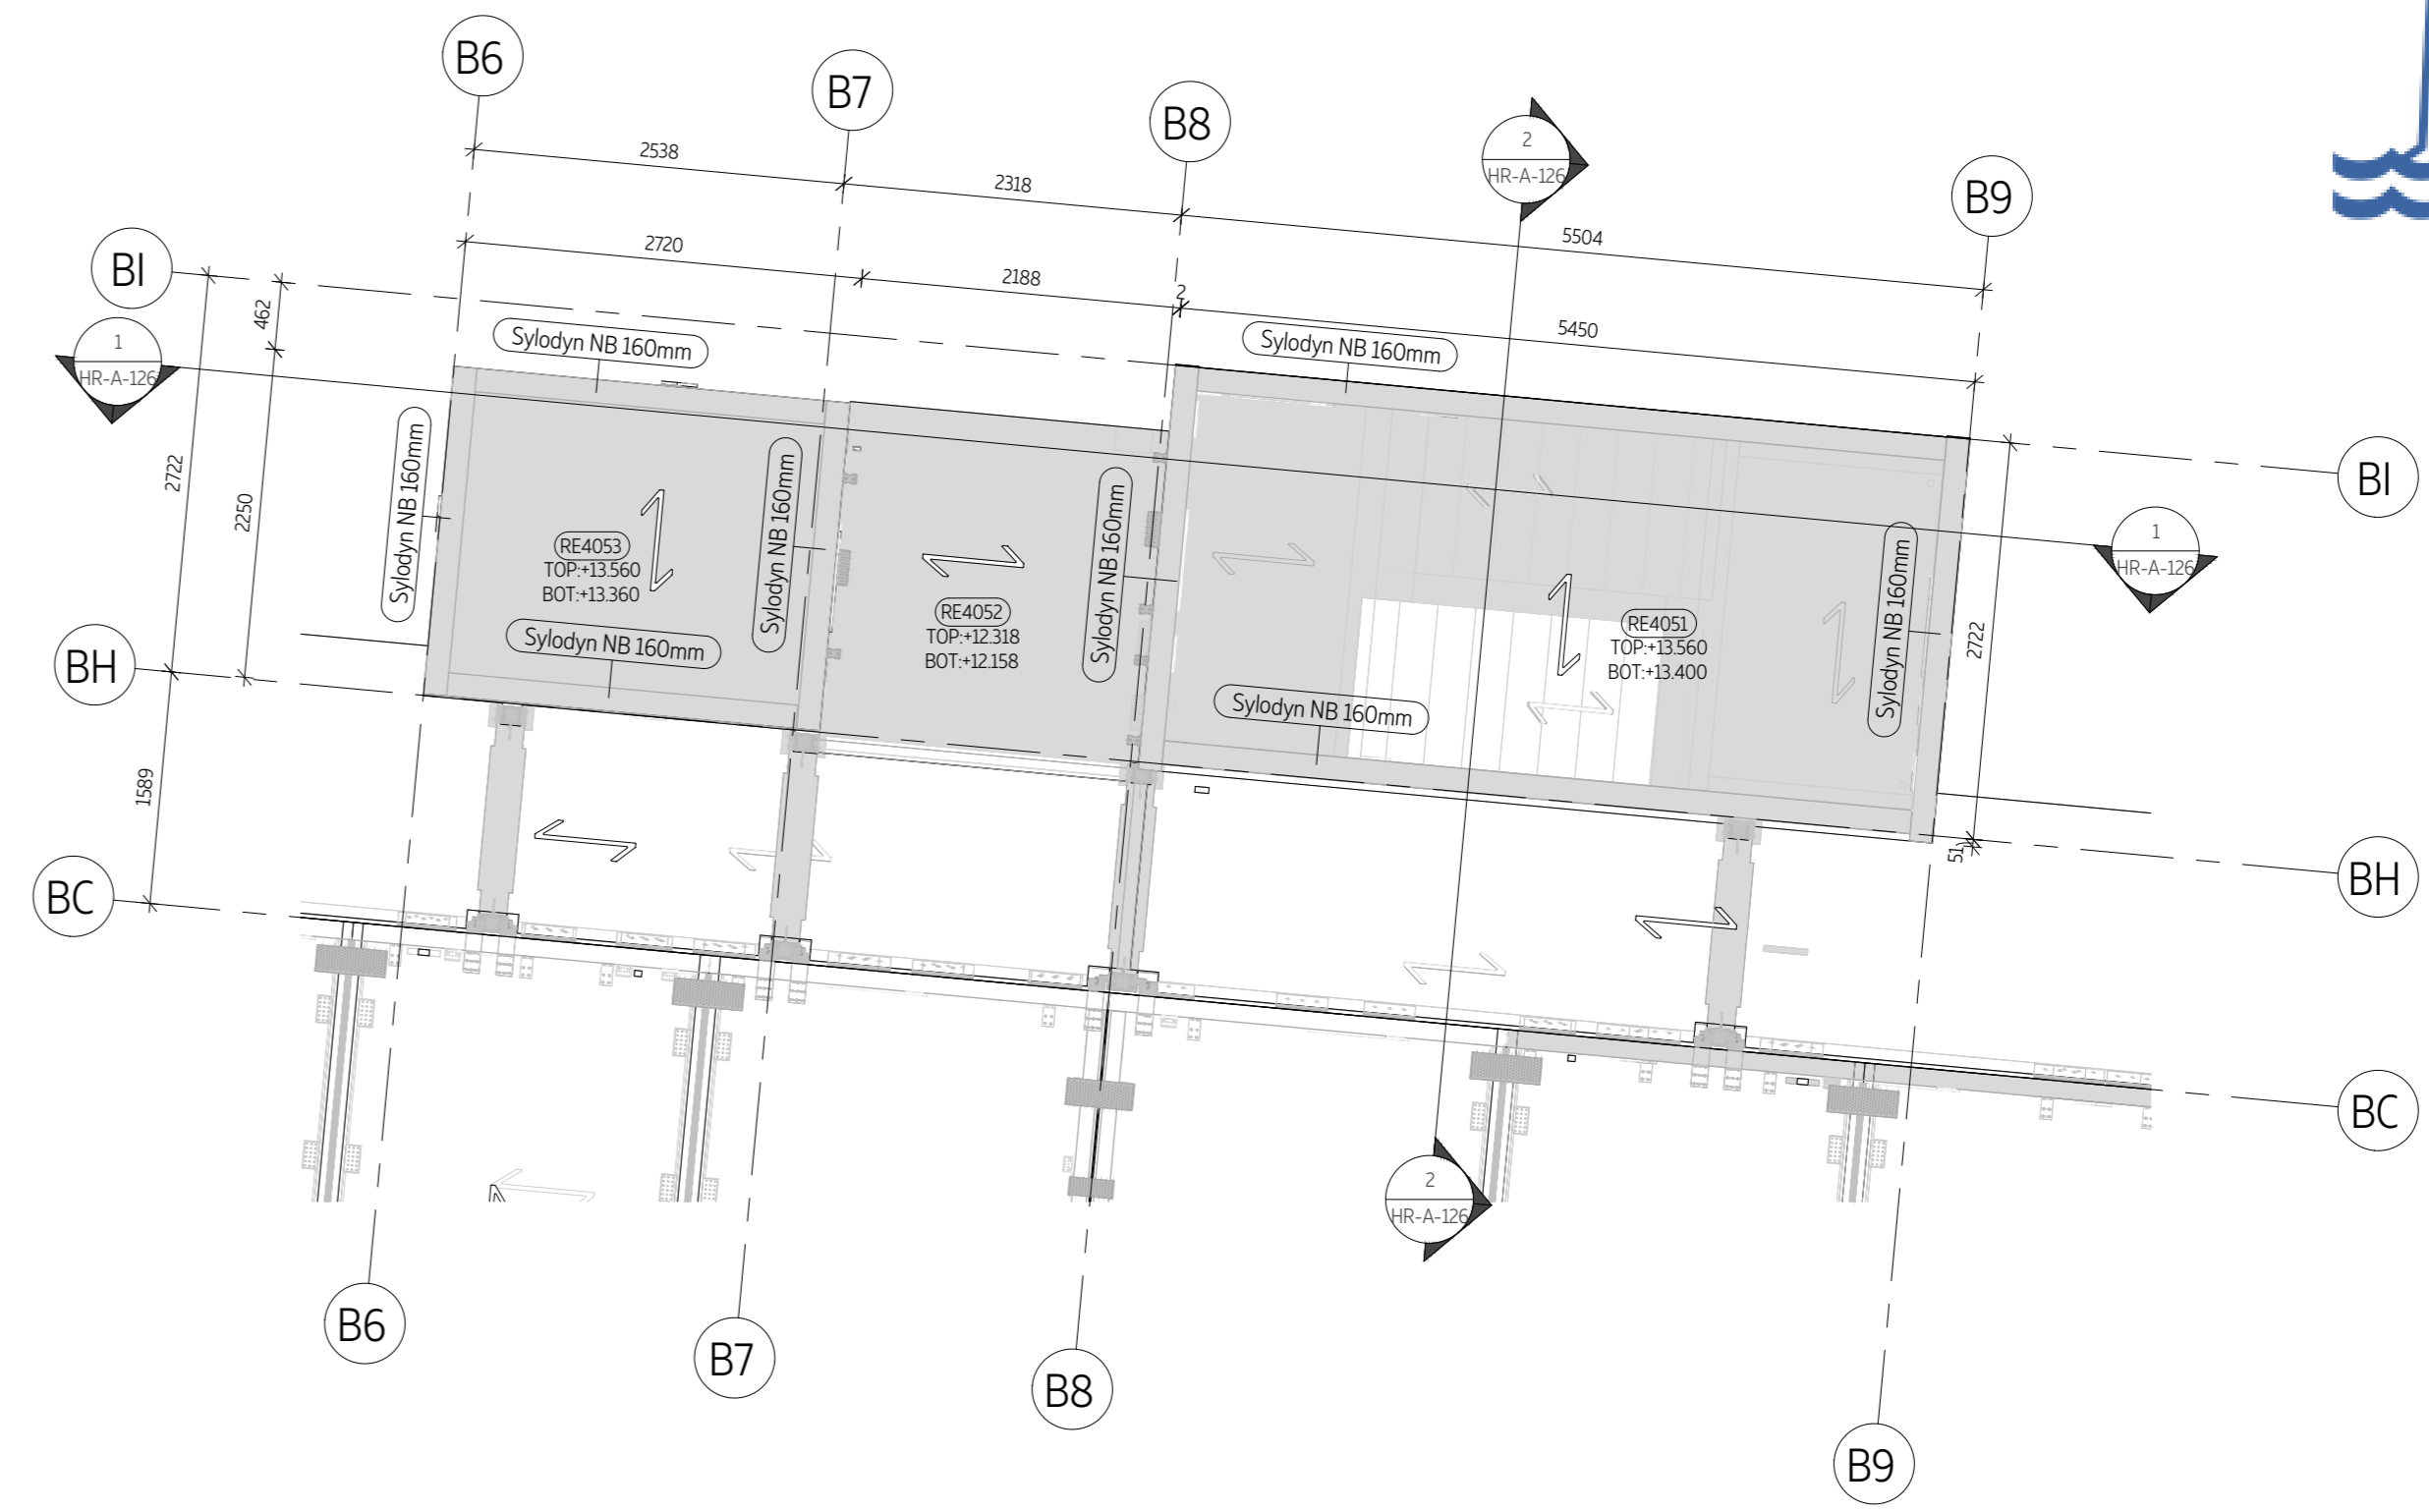 B6
B7
B8
B9
2538
2318
5504
2
HR-A-126
2720
2188
2
5450
BI
462
1
HR-A-126
Sylodyn NB 160mm
Sylodyn NB 160mm
2722
2250
Sylodyn NB 160mm
Sylodyn NB 160mm
Sylodyn NB 160mm
Sylodyn NB 160mm
BI
1
HR-A-126
RE4053
TOP:+13.560
BOT:+13.360
RE4052
TOP:+12.318
BOT:+12.158
RE4051
TOP:+13.560
BOT:+13.400
Sylodyn NB 160mm
Sylodyn NB 160mm
2722
BH
1589
51
BH
BC
BC
2
HR-A-126
B6
B7
B8
B9